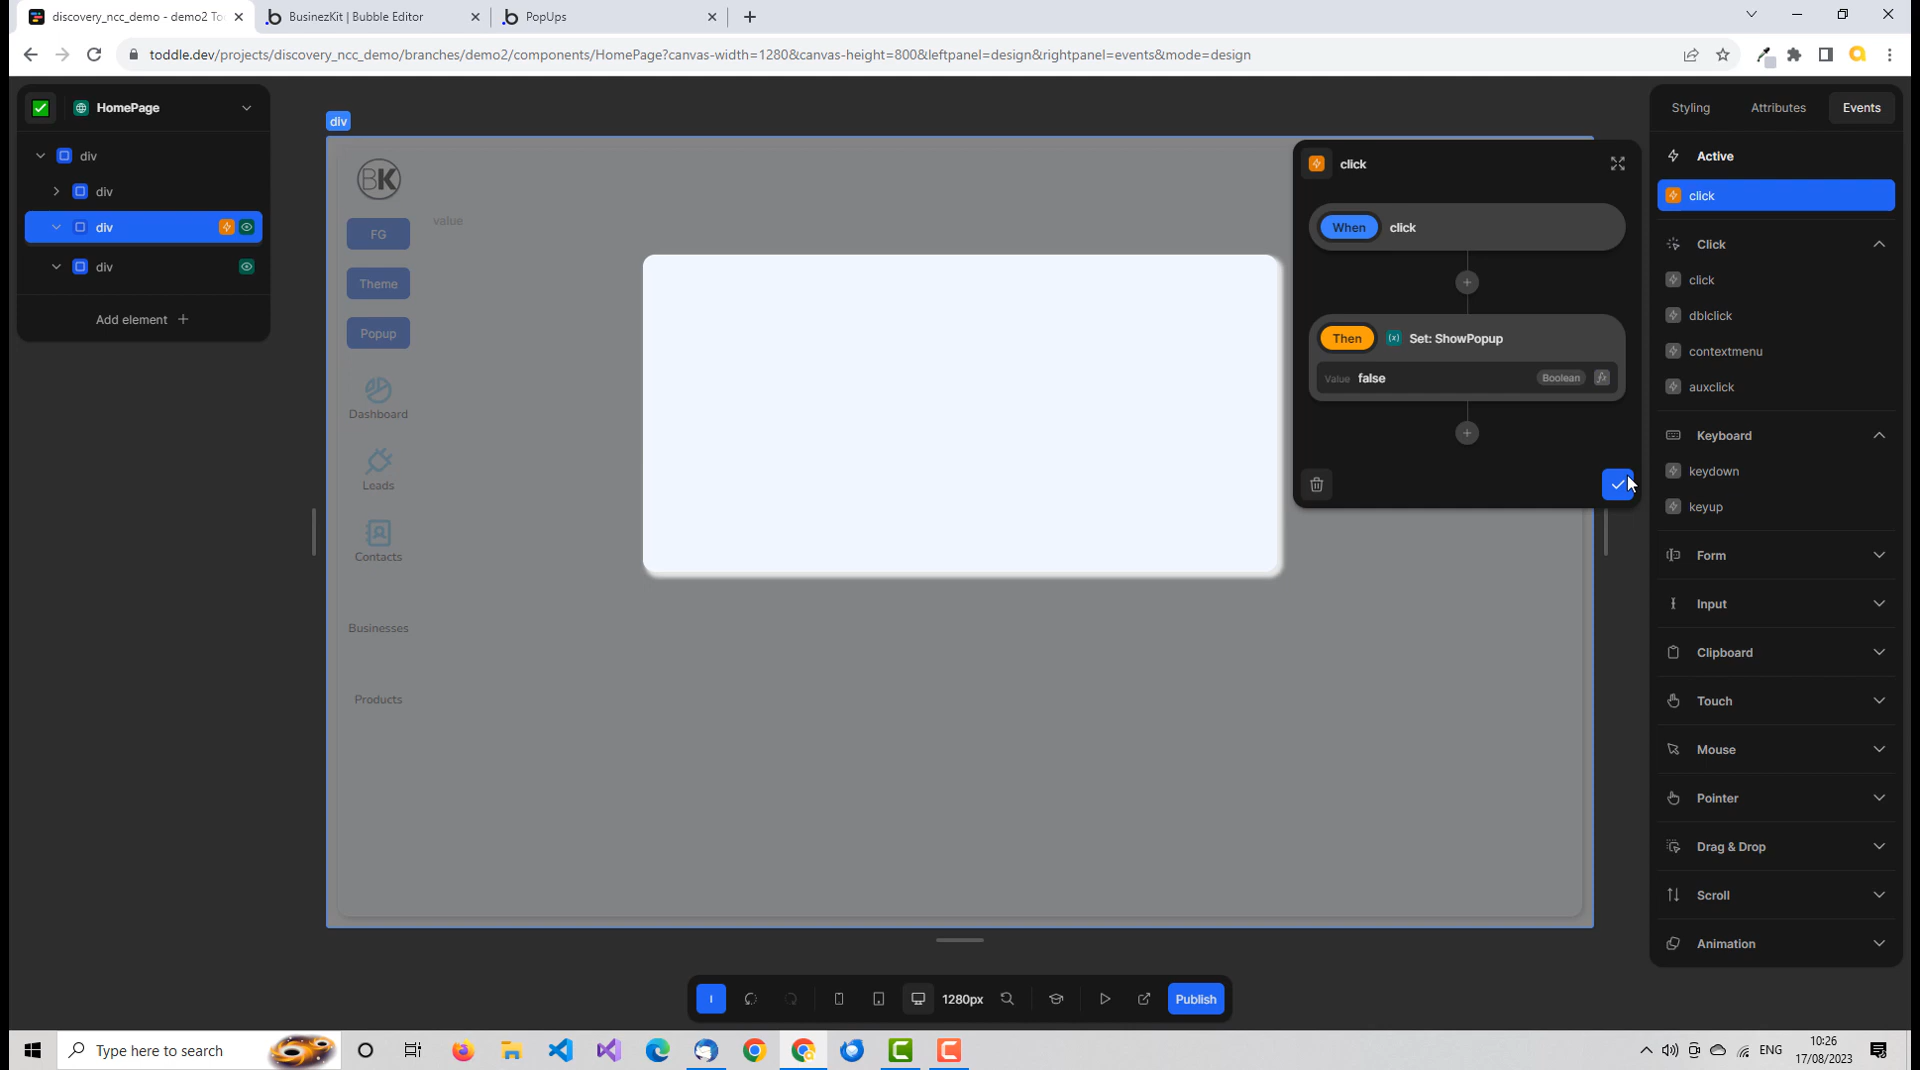 discovery_ncc_demo - demo2 To
BusinezKit | Bubble Editor
PopUps
toddle.dev/projects/discovery_ncc_demo/branches/demo2/components/HomePage?canvas-width=1280&canvas-height=800&leftpanel=design&rightpanel=events&mode=design
HomePage
div
div
div
div
Add element
div
BK
FG
Theme
Popup
Dashboard
Leads
Contacts
Businesses
Products
value
click
When click
Then Set: ShowPopup
Value false Boolean fx
Styling Attributes Events
Active
click
Click
click
dblclick
contextmenu
auxclick
Keyboard
keydown
keyup
Form
Input
Clipboard
Touch
Mouse
Pointer
Drag & Drop
Scroll
Animation
1280px
Publish
Type here to search
ENG
10:26
17/08/2023